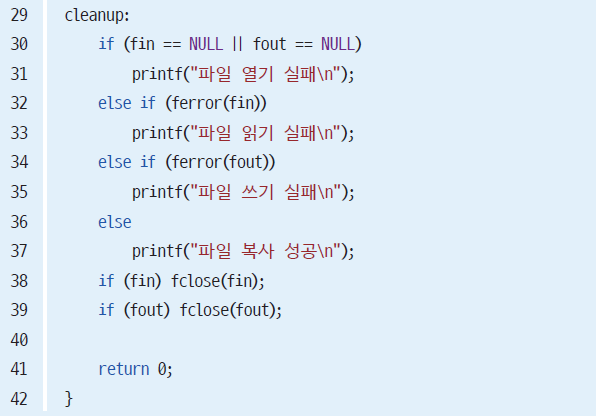 29 cleanup:
30     if (fin == NULL || fout == NULL)
31         printf("파일 열기 실패\n");
32     else if (ferror(fin))
33         printf("파일 읽기 실패\n");
34     else if (ferror(fout))
35         printf("파일 쓰기 실패\n");
36     else
37         printf("파일 복사 성공\n");
38     if (fin) fclose(fin);
39     if (fout) fclose(fout);
40
41     return 0;
42 }